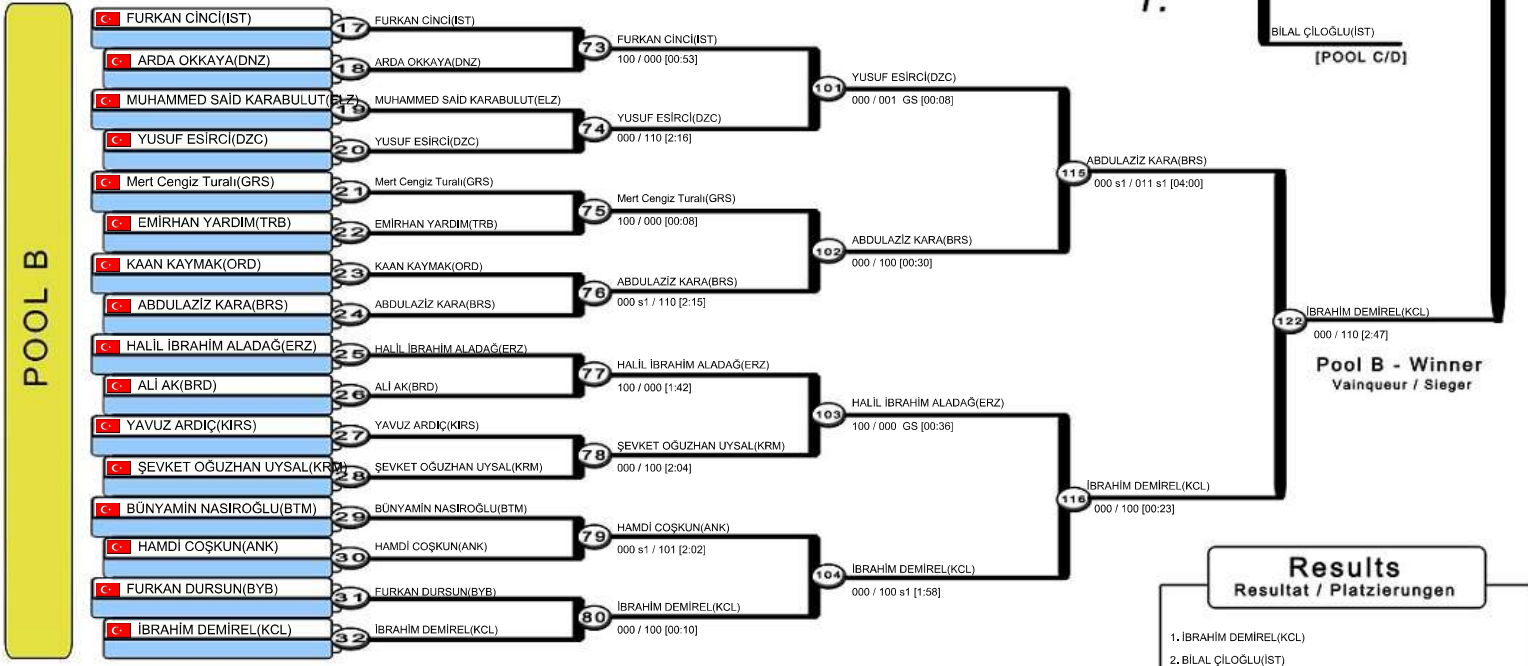 POOL B
FURKAN CİNCİ(İST)
ARDA OKKAYA(DNZ)
MUHAMMED SAİD KARABULUT(ELZ)
YUSUF ESİRCİ(DZC)
Mert Cengiz Turalı(GRS)
EMİRHAN YARDIM(TRB)
KAAN KAYMAK(ORD)
ABDULAZİZ KARA(BRS)
HALİL İBRAHİM ALADAĞ(ERZ)
ALİ AK(BRD)
YAVUZ ARDIÇ(KIRS)
ŞEVKET OĞUZHAN UYSAL(KRM)
BÜNYAMİN NASIROĞLU(BTM)
HAMDİ COŞKUN(ANK)
FURKAN DURSUN(BYB)
İBRAHİM DEMİREL(KCL)
17 FURKAN CİNCİ(İST)
18 ARDA OKKAYA(DNZ)
19 MUHAMMED SAİD KARABULUT(ELZ)
20 YUSUF ESİRCİ(DZC)
21 Mert Cengiz Turalı(GRS)
22 EMİRHAN YARDIM(TRB)
23 KAAN KAYMAK(ORD)
24 ABDULAZİZ KARA(BRS)
25 HALİL İBRAHİM ALADAĞ(ERZ)
26 ALİ AK(BRD)
27 YAVUZ ARDIÇ(KIRS)
28 ŞEVKET OĞUZHAN UYSAL(KRM)
29 BÜNYAMİN NASIROĞLU(BTM)
30 HAMDİ COŞKUN(ANK)
31 FURKAN DURSUN(BYB)
32 İBRAHİM DEMİREL(KCL)
73 FURKAN CİNCİ(İST)
100 / 000 [00:53]
74 YUSUF ESİRCİ(DZC)
000 / 110 [2:16]
75 Mert Cengiz Turalı(GRS)
100 / 000 [00:08]
76 ABDULAZİZ KARA(BRS)
000 s1 / 110 [2:15]
77 HALİL İBRAHİM ALADAĞ(ERZ)
100 / 000 [1:42]
78 ŞEVKET OĞUZHAN UYSAL(KRM)
000 / 100 [2:04]
79 HAMDİ COŞKUN(ANK)
000 s1 / 101 [2:02]
80 İBRAHİM DEMİREL(KCL)
000 / 100 [00:10]
101 YUSUF ESİRCİ(DZC)
000 / 001 GS [00:08]
102 ABDULAZİZ KARA(BRS)
000 / 100 [00:30]
103 HALİL İBRAHİM ALADAĞ(ERZ)
100 / 000 GS [00:36]
104 İBRAHİM DEMİREL(KCL)
000 / 100 s1 [1:58]
115 ABDULAZİZ KARA(BRS)
000 s1 / 011 s1 [04:00]
116 İBRAHİM DEMİREL(KCL)
000 / 100 [00:23]
122 İBRAHİM DEMİREL(KCL)
000 / 110 [2:47]
Pool B - Winner
Vainqueur / Sieger
BİLAL ÇİLOĞLU(İST)
[POOL C/D]
Results
Resultat / Platzierungen
1. İBRAHİM DEMİREL(KCL)
2. BİLAL ÇİLOĞLU(İST)